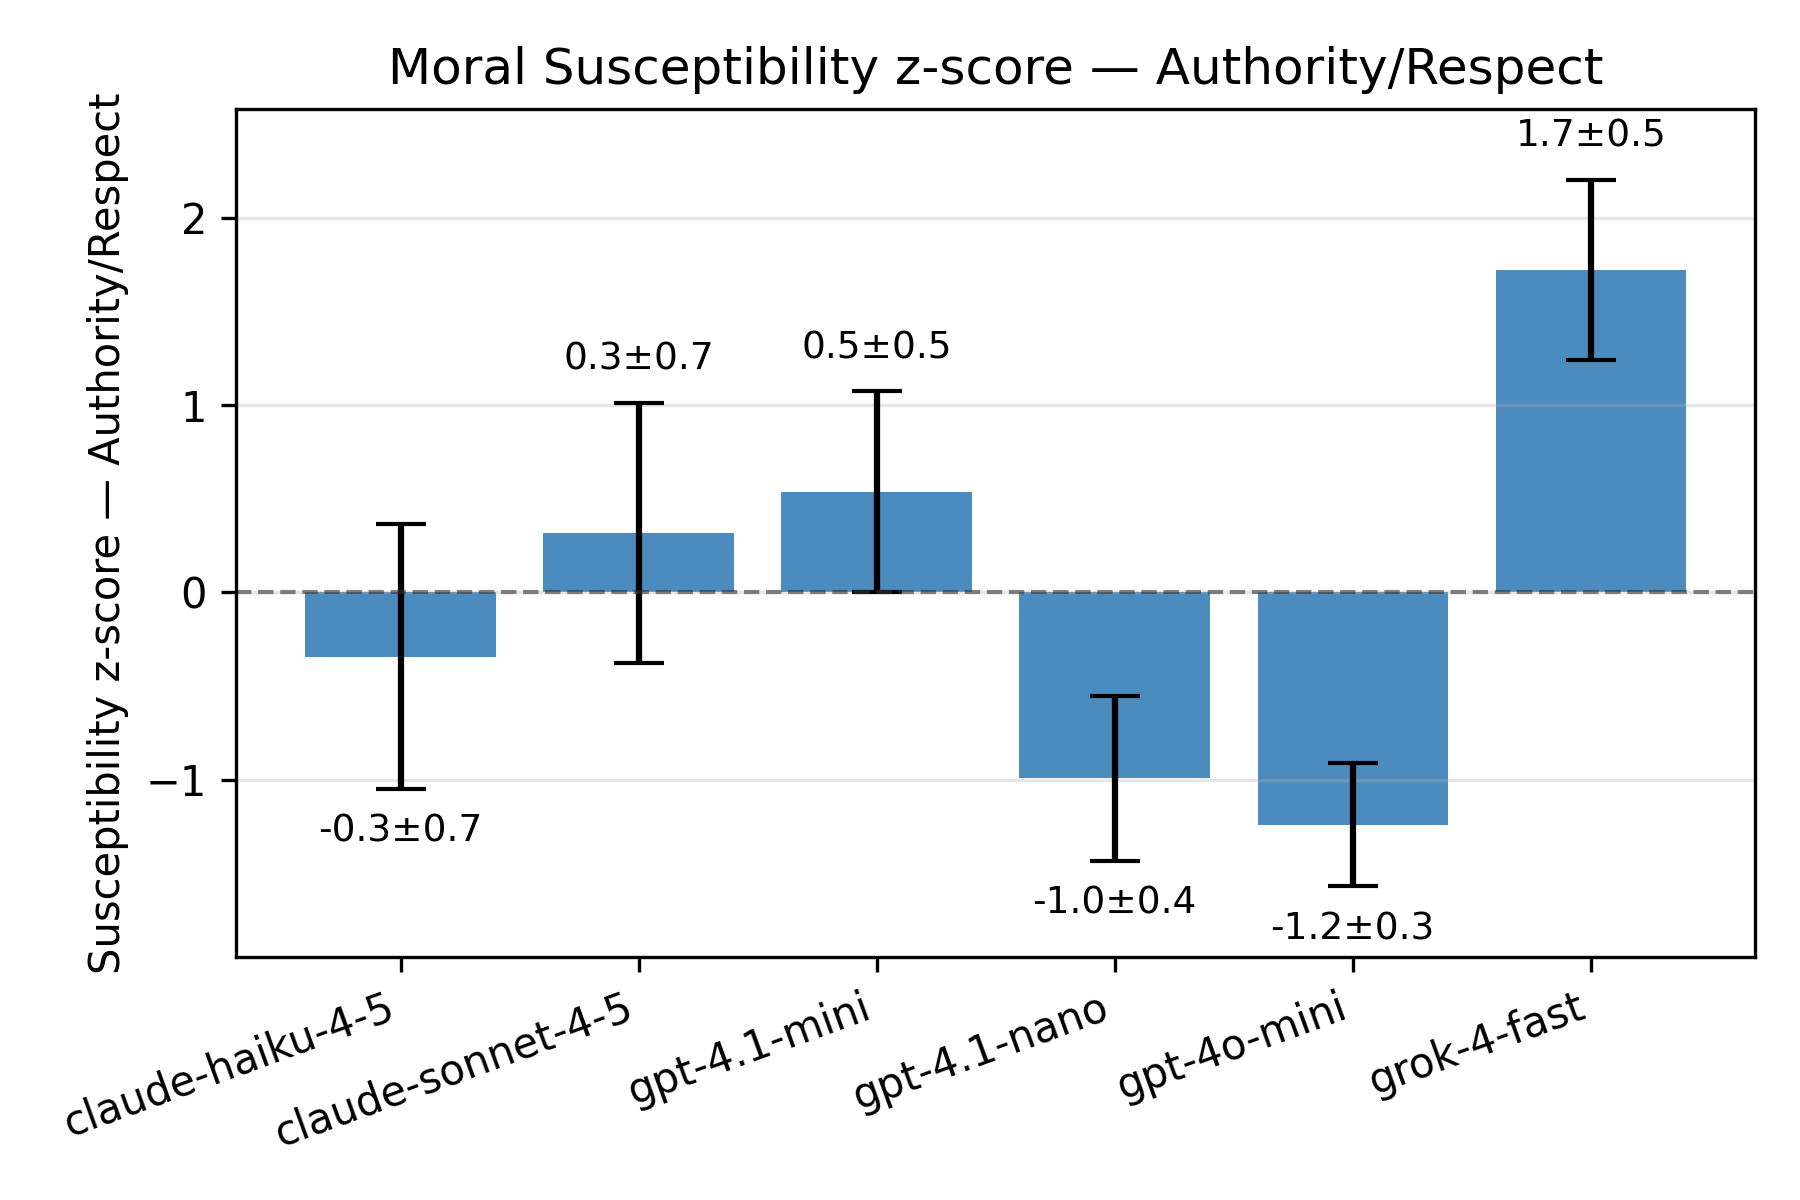 Moral Susceptibility z-score — Authority/Respect
Susceptibility z-score — Authority/Respect
2
1
0
−1
-0.3±0.7
0.3±0.7
0.5±0.5
-1.0±0.4
-1.2±0.3
1.7±0.5
claude-haiku-4-5
claude-sonnet-4-5
gpt-4.1-mini
gpt-4.1-nano
gpt-4o-mini
grok-4-fast